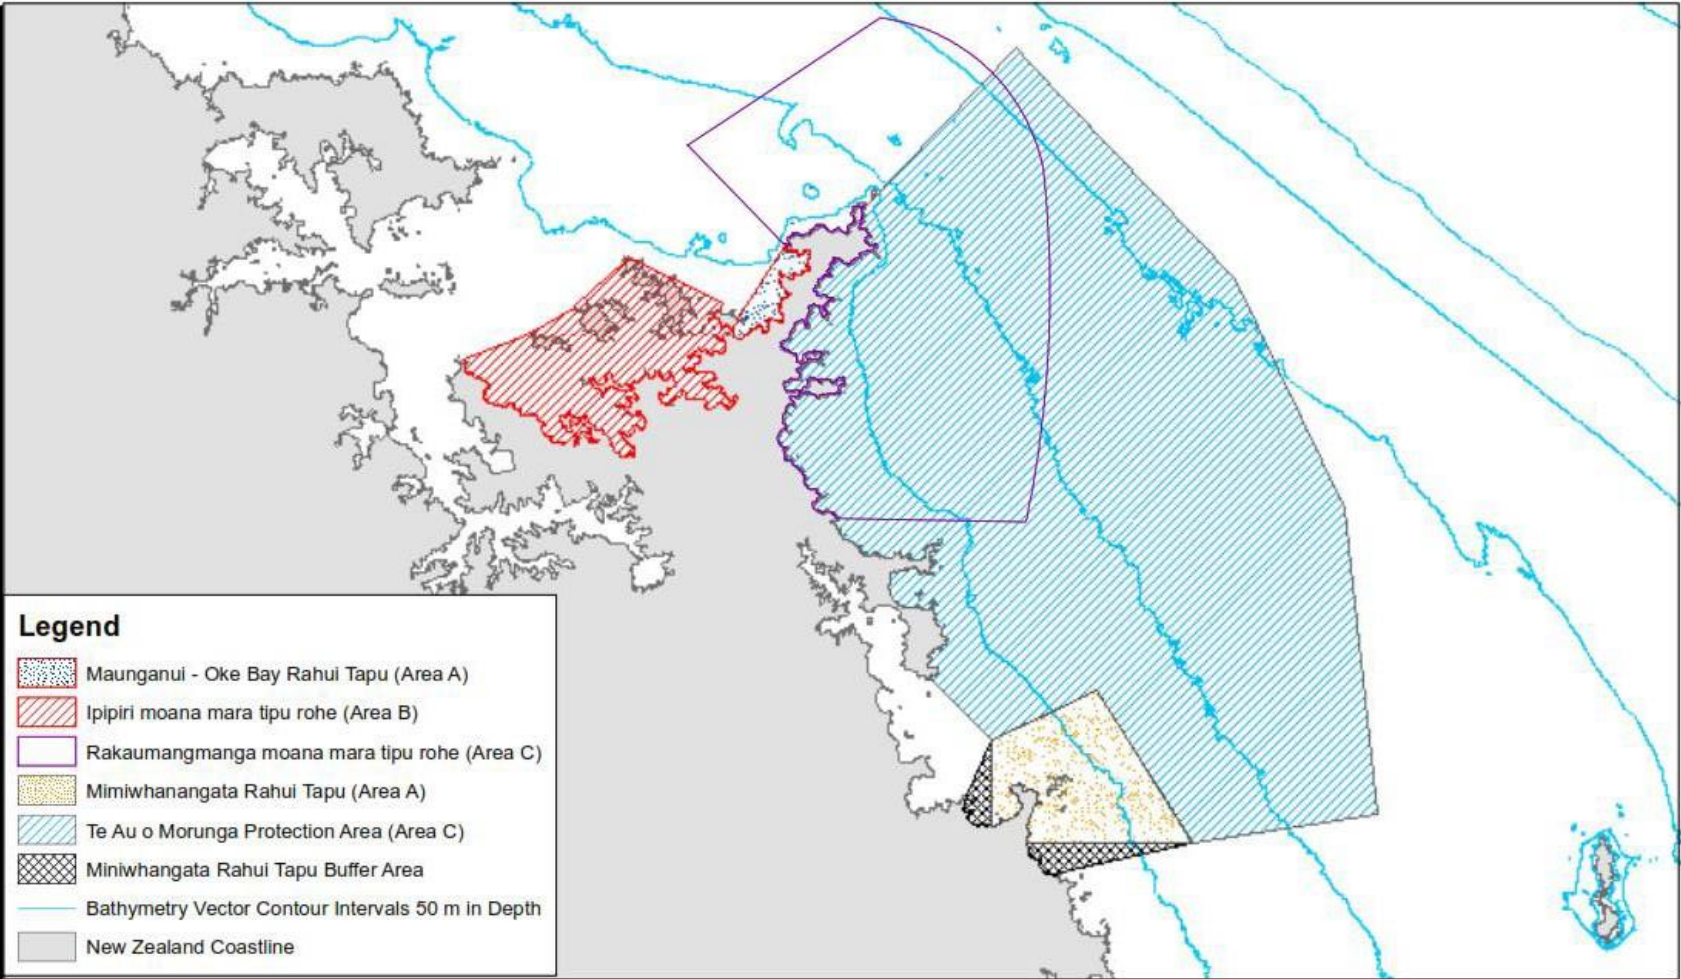 Legend
Maunganui - Oke Bay Rahui Tapu (Area A)
Ipipiri moana mara tipu rohe (Area B)
Rakaumangmanga moana mara tipu rohe (Area C)
Mimiwhanangata Rahui Tapu (Area A)
Te Au o Morunga Protection Area (Area C)
Miniwhangata Rahui Tapu Buffer Area
Bathymetry Vector Contour Intervals 50 m in Depth
New Zealand Coastline